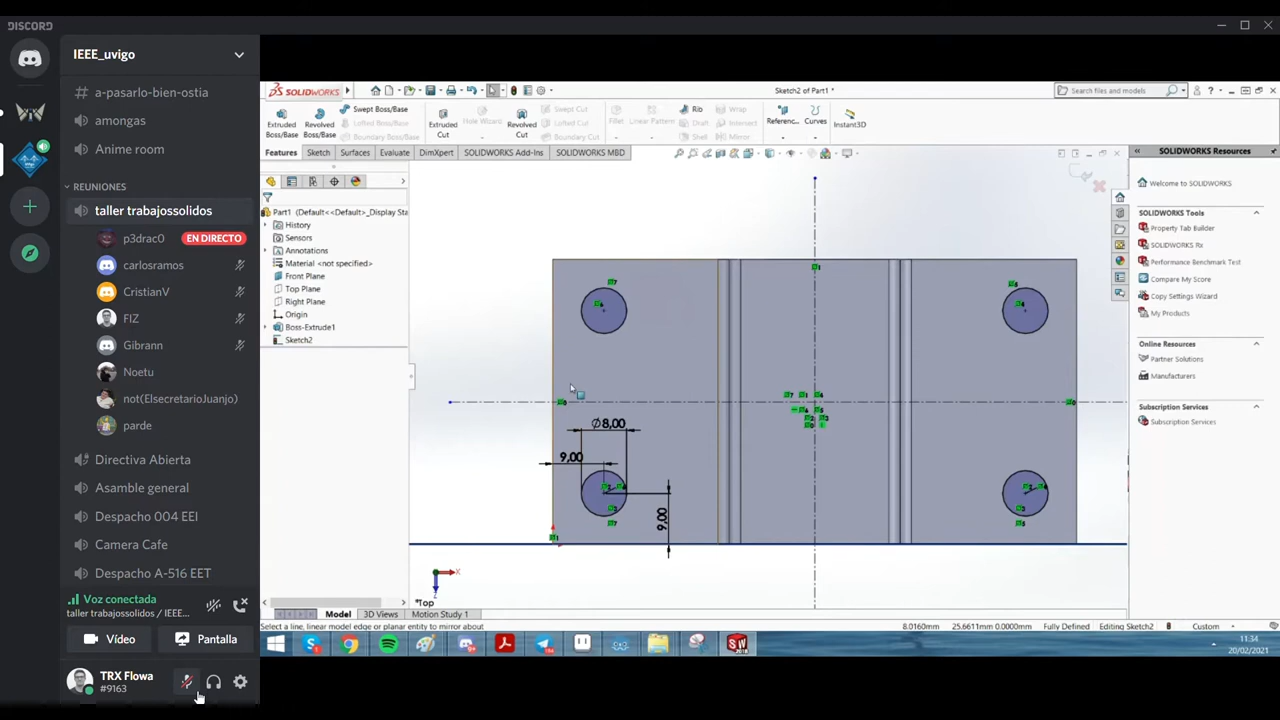 DISCORD
IEEE_uvigo
a-pasarlo-bien-ostia
amorgas
Anime room
REUNIONES
taller trabajossolidos
p3drac0 EN DIRECTO
carlosramos
CristianV
FIZ
Gibrann
Noetu
not(ElsecretarioJuanjo)
parde
Directiva Abierta
Asamble general
Despacho 004 EEI
Camera Cafe
Despacho A-516 EET
Voz conectada
taller trabajossolidos / IEEE...
Vídeo
Pantalla
TRX Flowa
#9163
SOLIDWORKS
Sketch2 of Part1 *
Search files and models
Extruded Boss/Base
Revolved Boss/Base
Swept Boss/Base
Lofted Boss/Base
Boundary Boss/Base
Extruded Cut
Hole Wizard
Revolved Cut
Swept Cut
Lofted Cut
Boundary Cut
Fillet
Linear Pattern
Rib
Draft
Shell
Wrap
Intersect
Mirror
Referenc...
Curves
Instant3D
Features
Sketch
Surfaces
Evaluate
DimXpert
SOLIDWORKS Add-Ins
SOLIDWORKS MBD
Part1 (Default<<Default>_Display Sta
History
Sensors
Annotations
Material <not specified>
Front Plane
Top Plane
Right Plane
Origin
Boss-Extrude1
Sketch2
Ø8,00
9,00
9,00
X
*Top
SOLIDWORKS Resources
Welcome to SOLIDWORKS
SOLIDWORKS Tools
Property Tab Builder
SOLIDWORKS Rx
Performance Benchmark Test
Compare My Score
Copy Settings Wizard
My Products
Online Resources
Partner Solutions
Manufacturers
Subscription Services
Subscription Services
Model
3D Views
Motion Study 1
Select a line, linear model edge or planar entity to mirror about
8.0160mm
25.6611mm 0.0000mm
Fully Defined
Editing Sketch2
Custom
11:34
20/02/2021